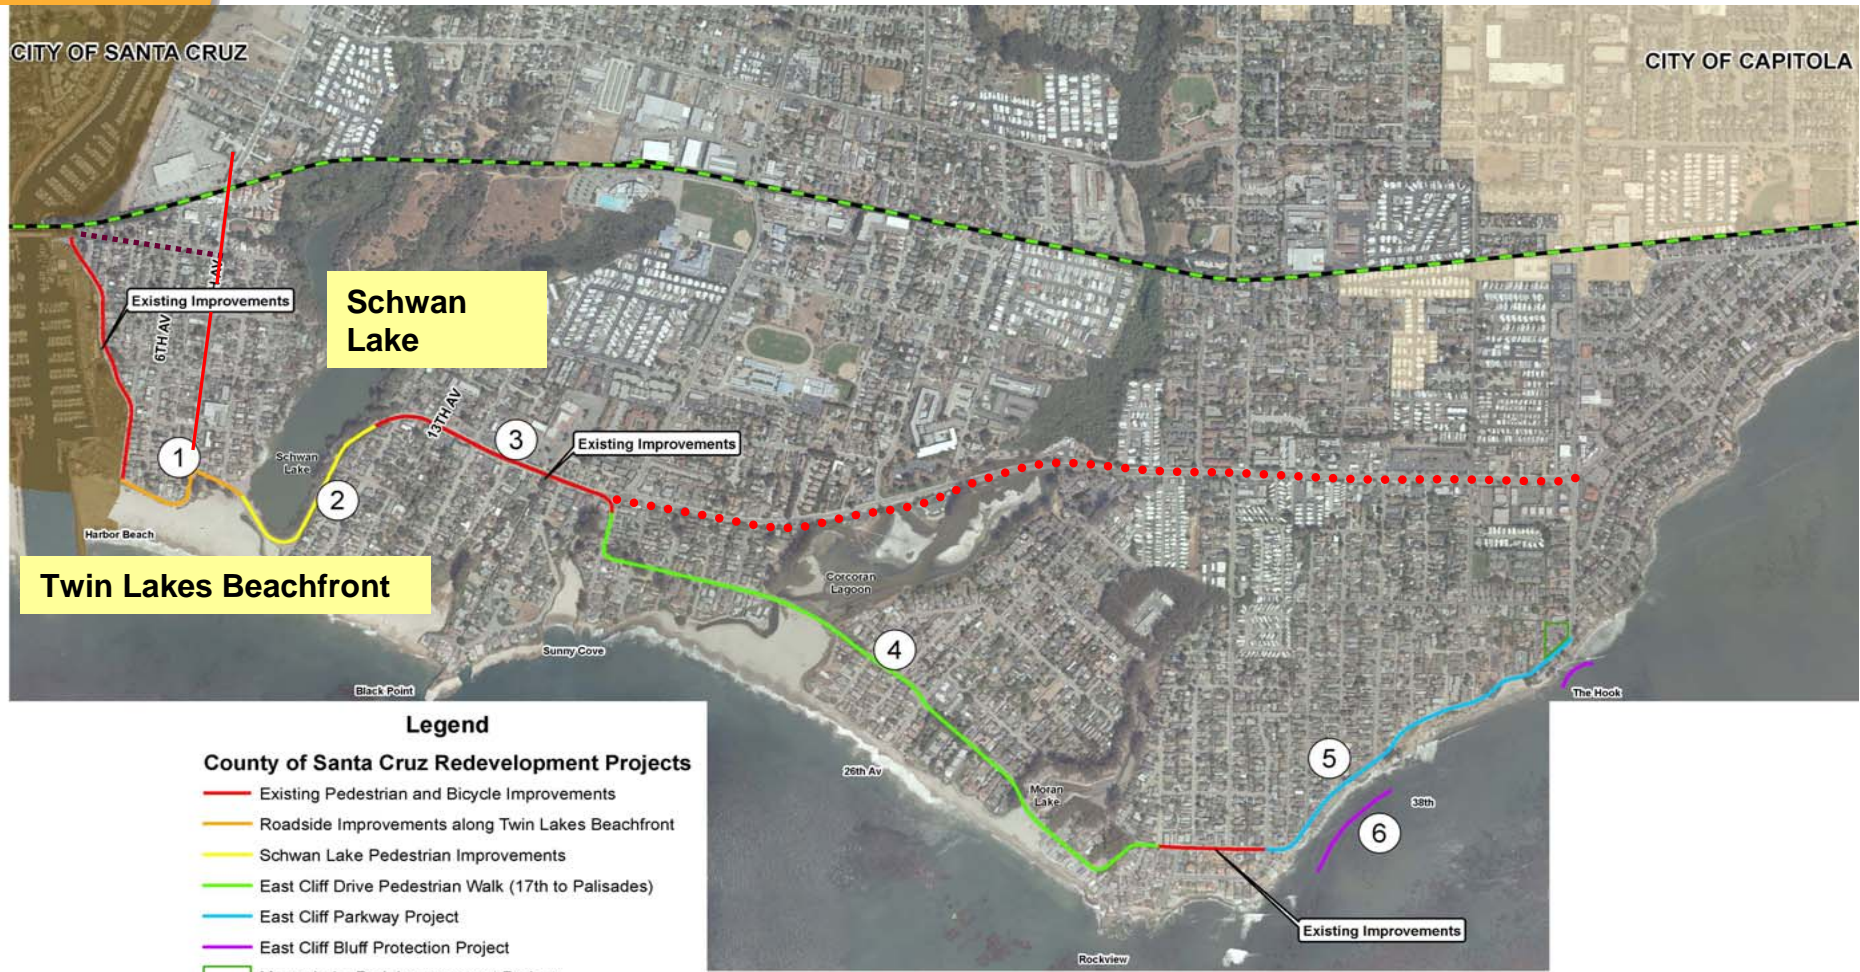 CITY OF SANTA CRUZ
CITY OF CAPITOLA
Existing Improvements
6TH AV
H AV
Schwan
Lake
13TH AV
1
2
3
Existing Improvements
Schwan
Lake
Harbor Beach
Twin Lakes Beachfront
Corcoran
Lagoon
Sunny Cove
Black Point
4
The Hook
26th Av
Moran
Lake
5
38th
6
Existing Improvements
Rockview
Legend
County of Santa Cruz Redevelopment Projects
Existing Pedestrian and Bicycle Improvements
Roadside Improvements along Twin Lakes Beachfront
Schwan Lake Pedestrian Improvements
East Cliff Drive Pedestrian Walk (17th to Palisades)
East Cliff Parkway Project
East Cliff Bluff Protection Project